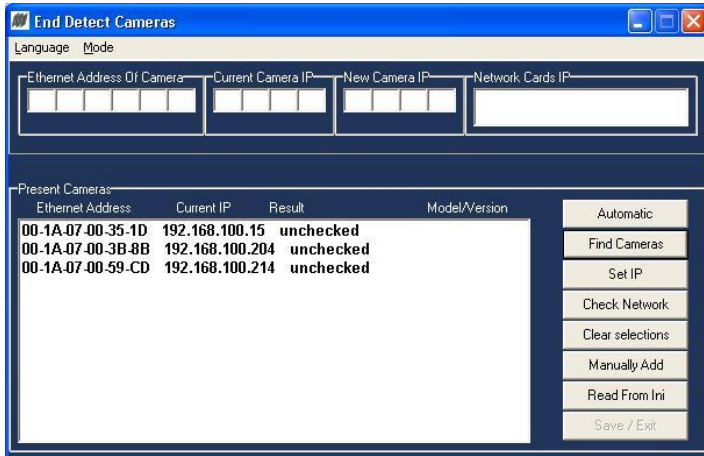 End Detect Cameras
Language Mode
Ethernet Address Of Camera Current Camera IP New Camera IP Network Cards IP
Present Cameras
Ethernet Address Current IP Result Model/Version
00-1A-07-00-35-1D 192.168.100.15 unchecked
00-1A-07-00-3B-8B 192.168.100.204 unchecked
00-1A-07-00-59-CD 192.168.100.214 unchecked
Automatic
Find Cameras
Set IP
Check Network
Clear selections
Manually Add
Read From Ini
Save / Exit